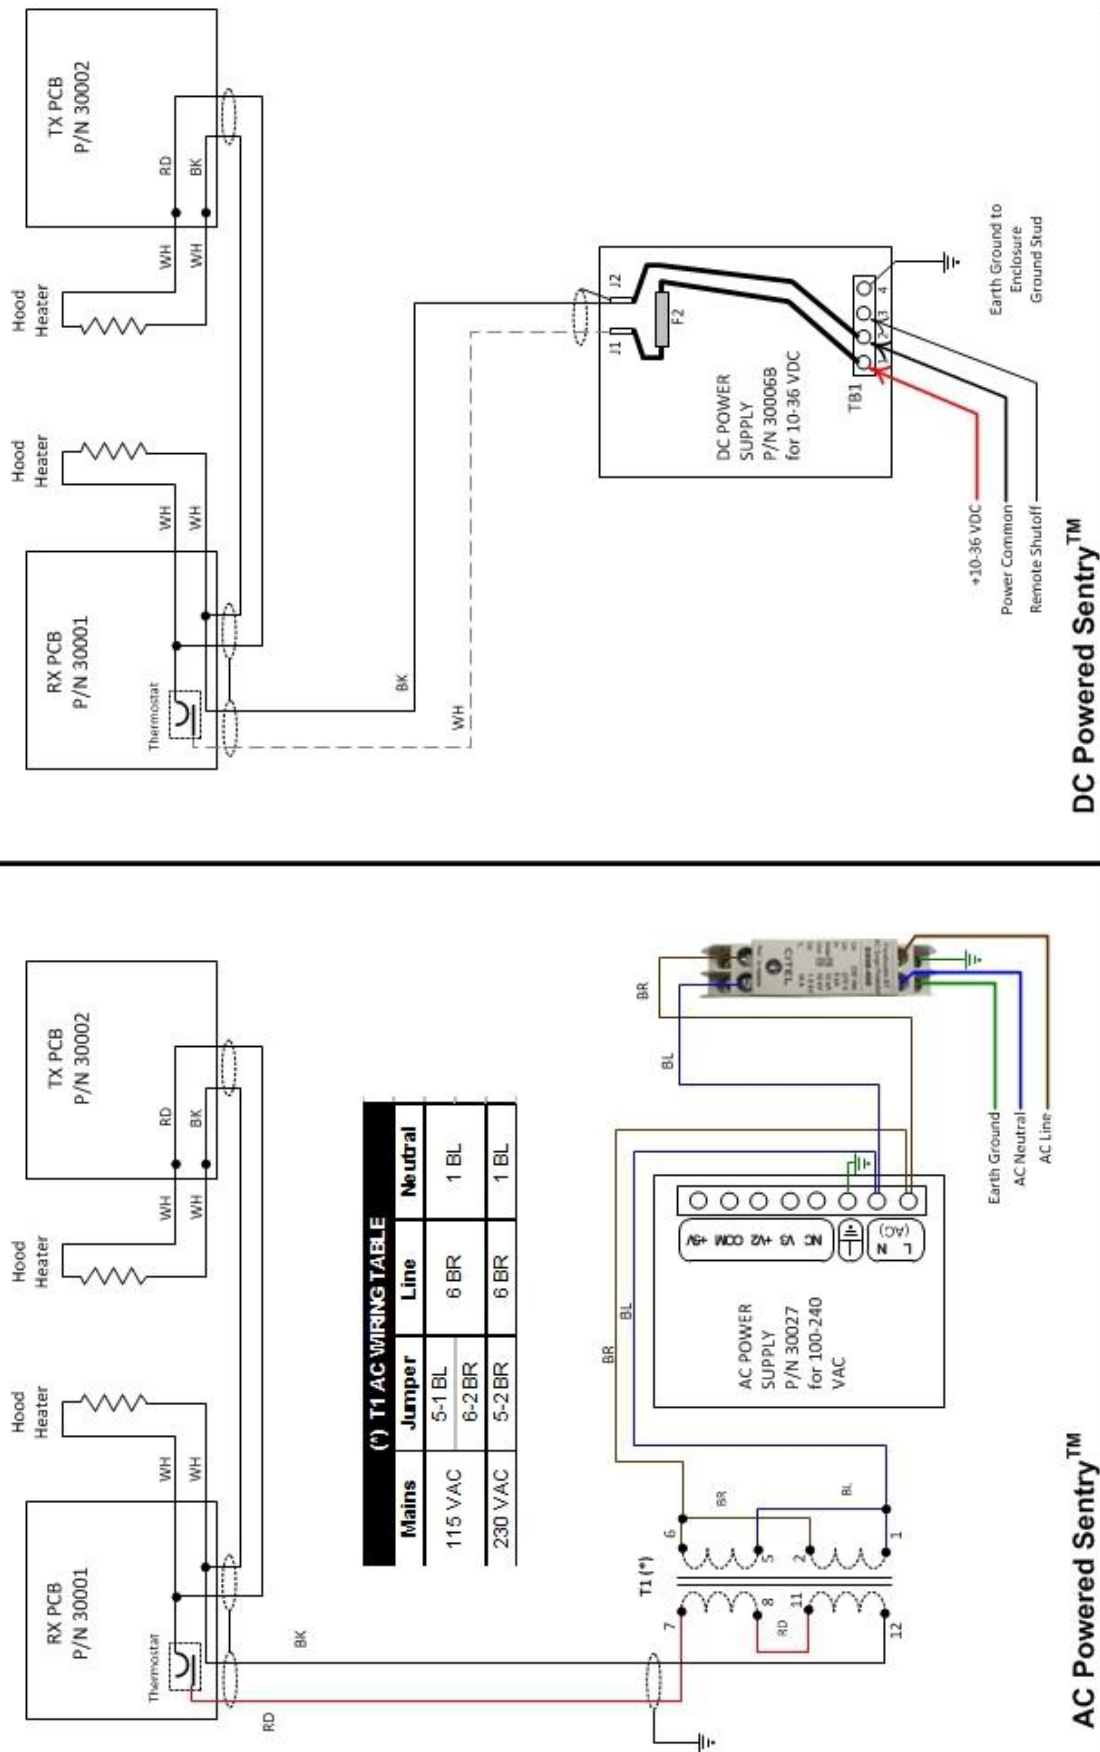 AC Powered Sentry™
RX PCB
P/N 30001
Thermostat
Hood
Heater
WH
WH
Hood
Heater
WH
WH
TX PCB
P/N 30002
RD
BK
RD
BK
(*) T1 AC WIRING TABLE
Mains Jumper Line Neutral
115 VAC 5-1 BL 6 BR 1 BL
6-2 BR
230 VAC 5-2 BR 6 BR 1 BL
T1 (*)
7
8
11
12
RD
6
5
2
1
BR
BL
BR
BL
AC POWER
SUPPLY
P/N 30027
for 100-240
VAC
+5V COM +V2 V3 NC
N L
(AC)
BL
BR
CITEL
Earth Ground
AC Neutral
AC Line
DC Powered Sentry™
RX PCB
P/N 30001
Thermostat
Hood
Heater
WH
WH
Hood
Heater
WH
WH
TX PCB
P/N 30002
RD
BK
BK
WH
J1
J2
F2
DC POWER
SUPPLY
P/N 30006B
for 10-36 VDC
TB1
1 2 3 4
+10-36 VDC
Power Common
Remote Shutoff
Earth Ground to
Enclosure
Ground Stud